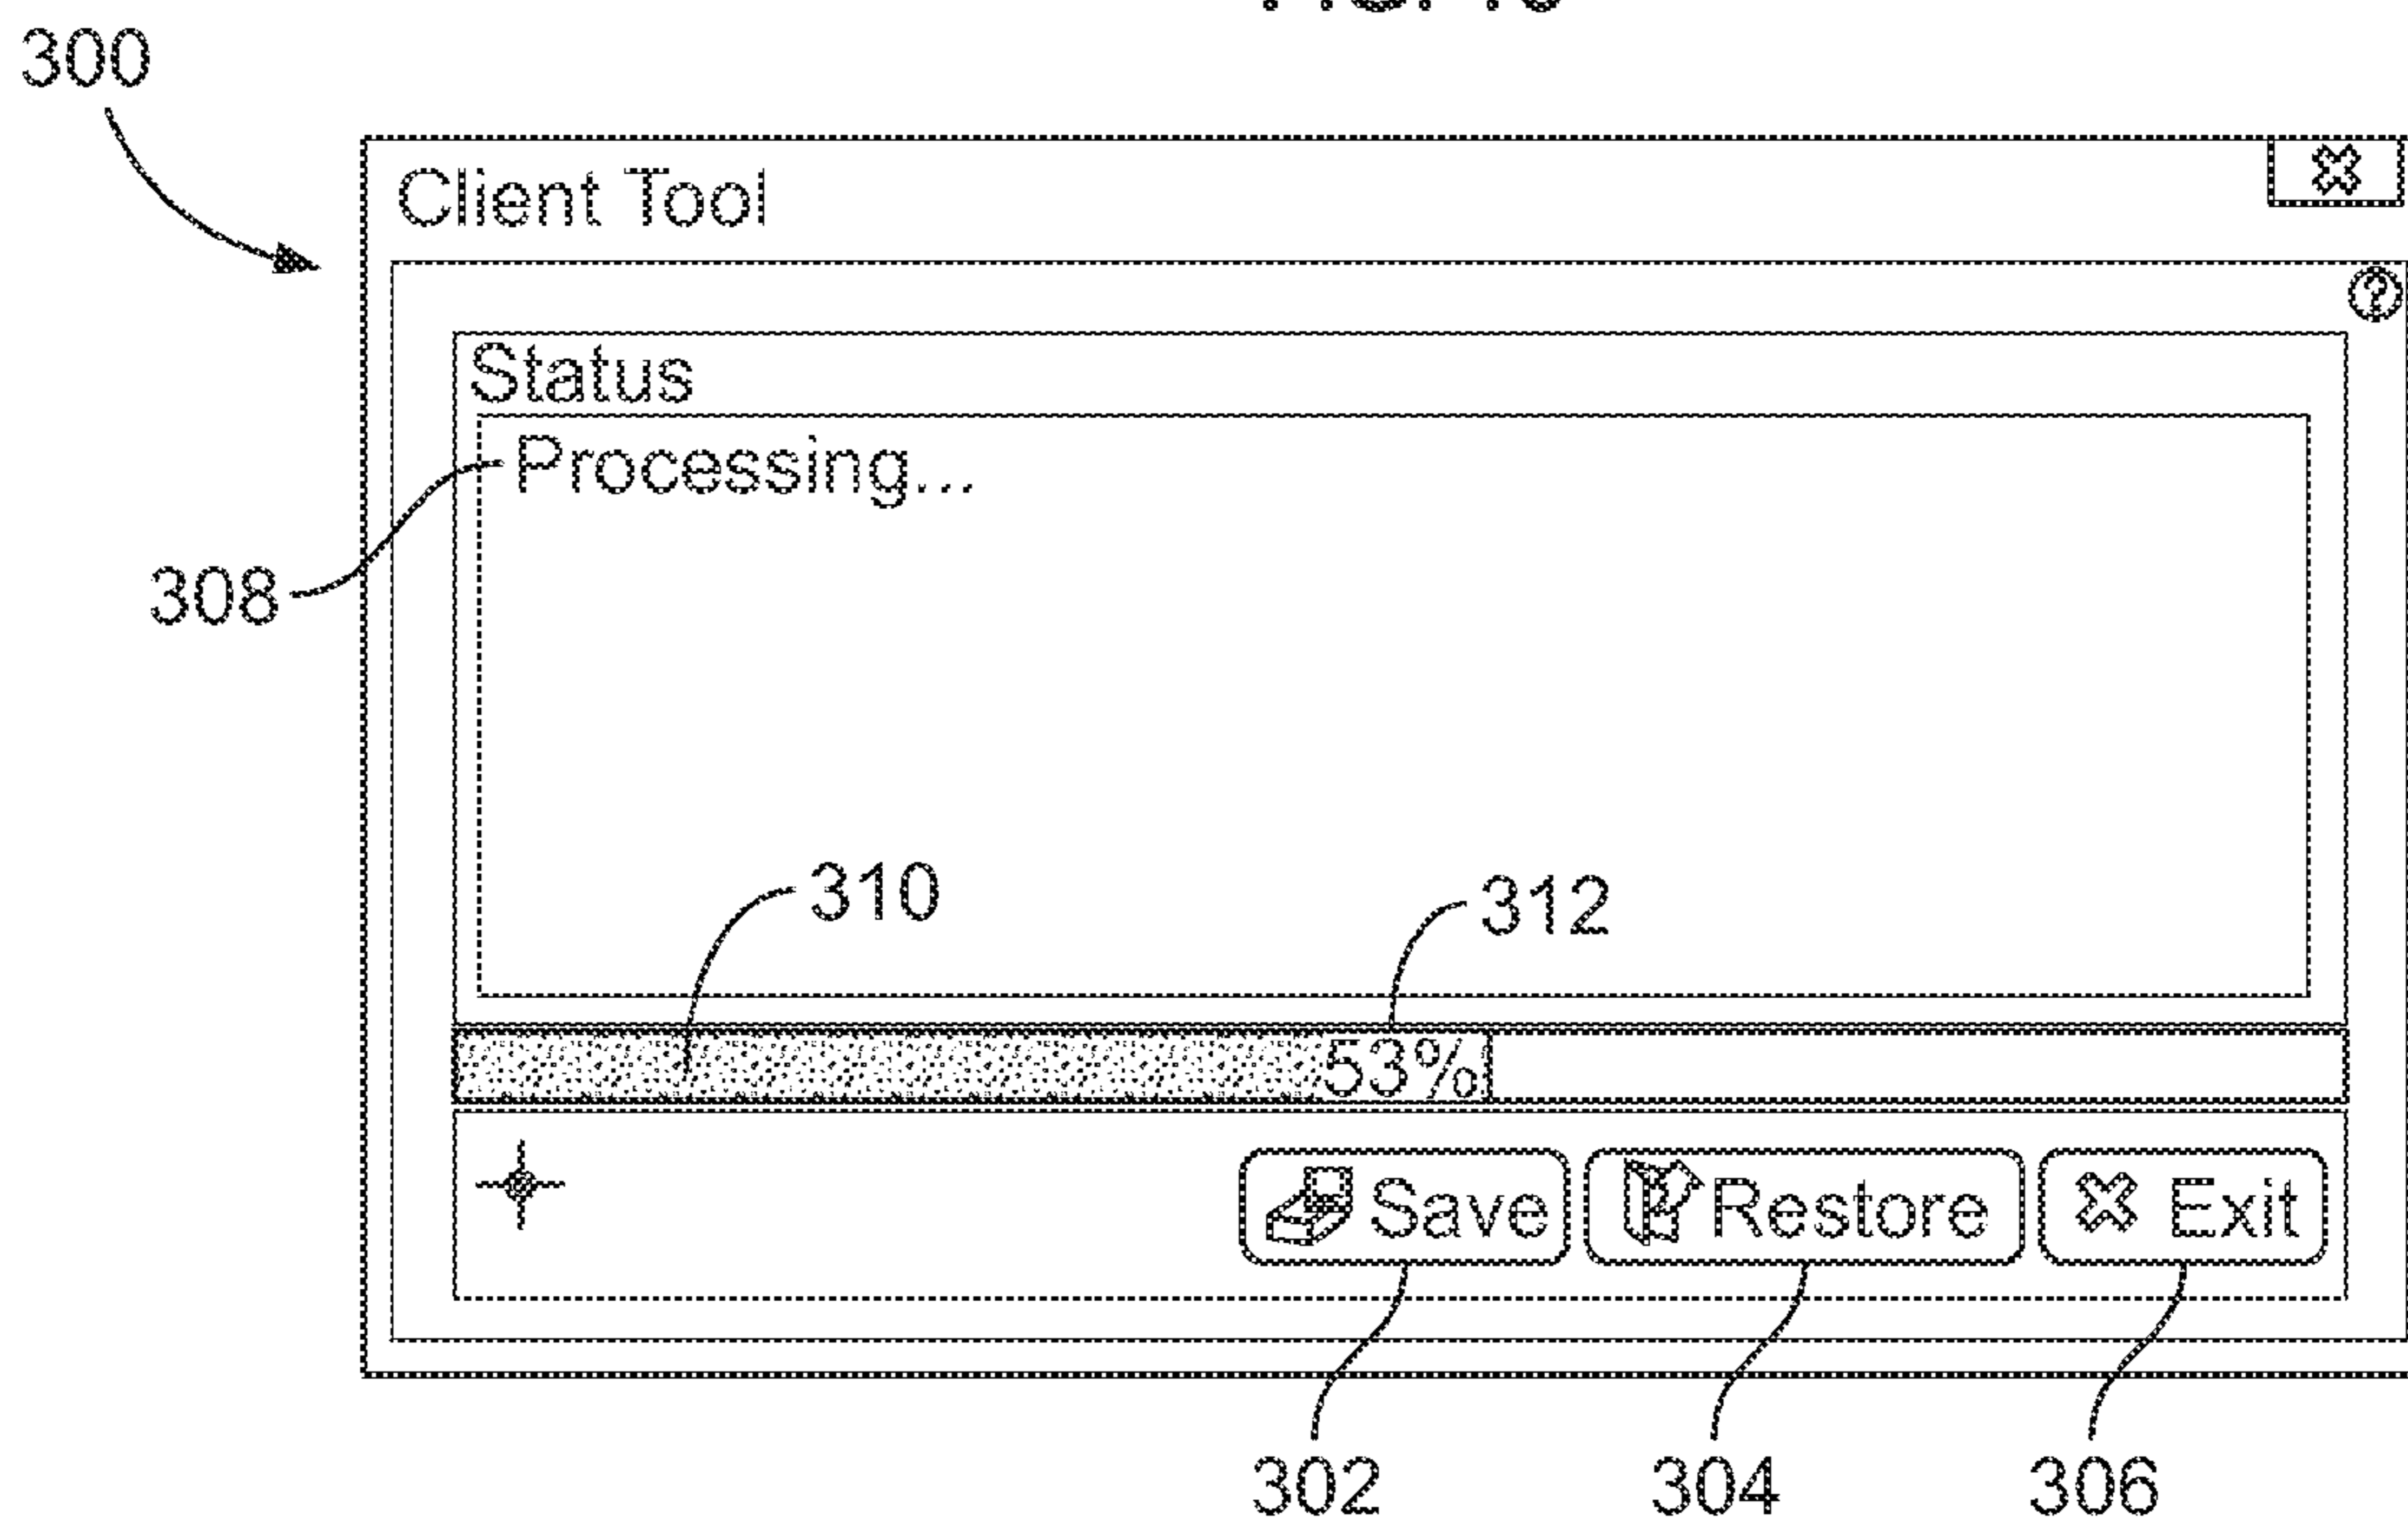 300
Client Tool
?
Status
Processing...
308
310
312
53%
Save
Restore
Exit
302
304
306